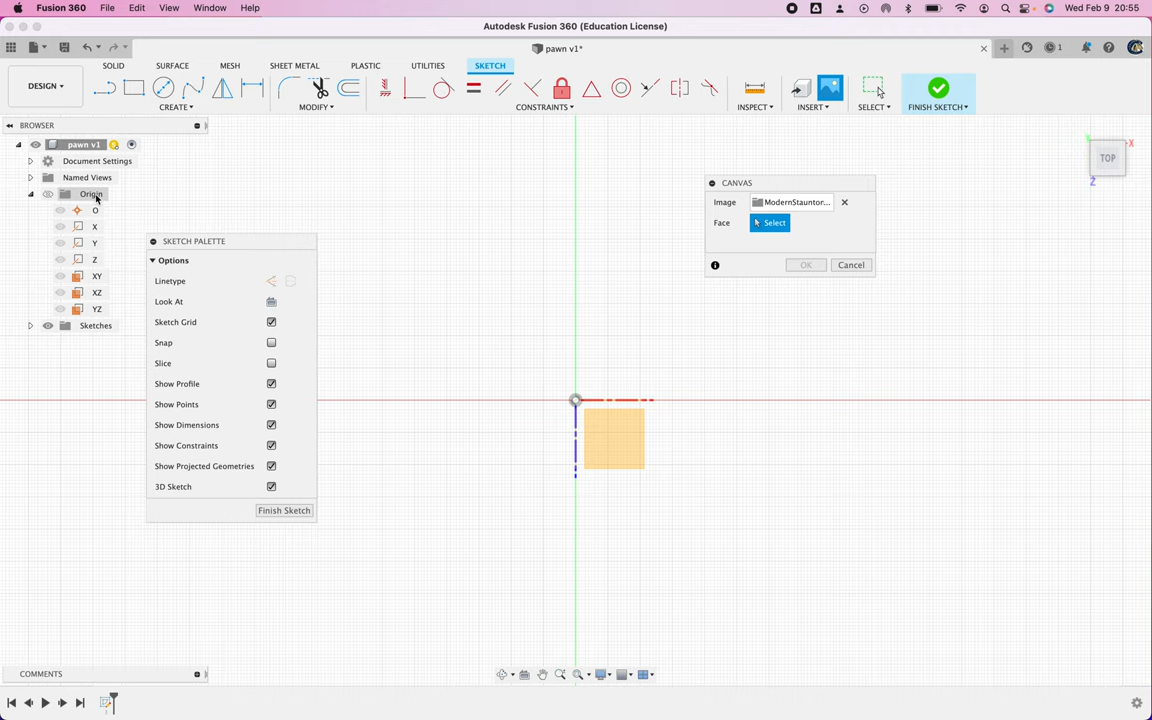 Fusion 360 File Edit View Window Help Wed Feb 9 20:55
Autodesk Fusion 360 (Education License)
pawn v1* 1
SOLID SURFACE MESH SHEET METAL PLASTIC UTILITIES SKETCH
DESIGN
CREATE MODIFY CONSTRAINTS INSPECT INSERT SELECT FINISH SKETCH
BROWSER
pawn v1
Document Settings
Named Views
Origin
O
X
Y
Z
XY
XZ
YZ
Sketches
SKETCH PALETTE
Options
Linetype
Look At
Sketch Grid
Snap
Slice
Show Profile
Show Points
Show Dimensions
Show Constraints
Show Projected Geometries
3D Sketch
Finish Sketch
CANVAS
Image ModernStauntor...
Face Select
OK Cancel
TOP
X
Z
COMMENTS